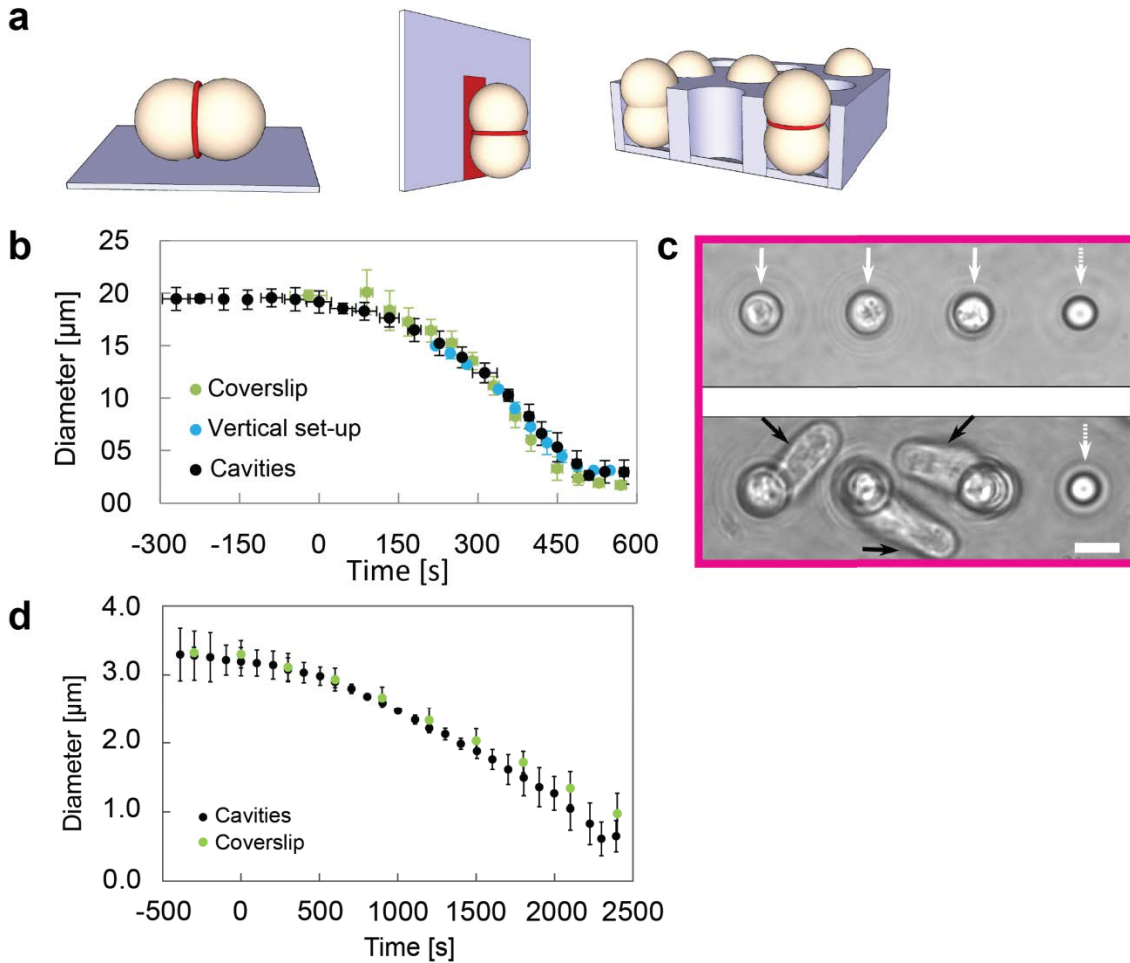 a
b
Diameter [µm]
25
20
15
10
05
00
Coverslip
Vertical set-up
Cavities
-300 -150 0 150 300 450 600
Time [s]
c
d
Diameter [µm]
4.0
3.0
2.0
1.0
0.0
Cavities
Coverslip
-500 0 500 1000 1500 2000 2500
Time [s]